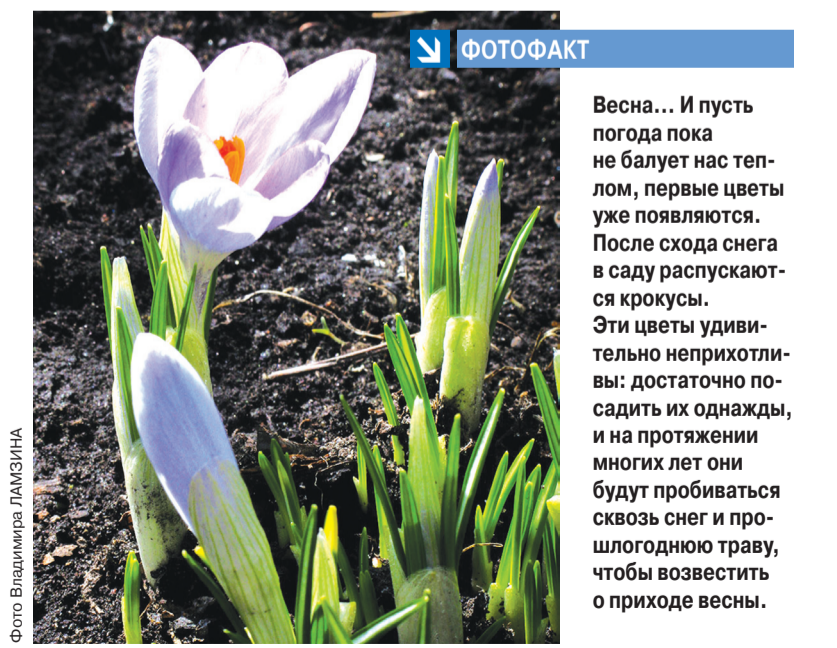 ФОТОФАКТ
Весна... И пусть
погода пока
не балует нас теп-
лом, первые цветы
уже появляются.
После схода снега
в саду распускают-
ся крокусы.
Эти цветы удиви-
тельно неприхотли-
вы: достаточно по-
садить их однажды,
и на протяжении
многих лет они
будут пробиваться
сквозь снег и про-
шлогоднюю траву,
чтобы возвестить
о приходе весны.
Фото Владимира ЛАМЗИНА